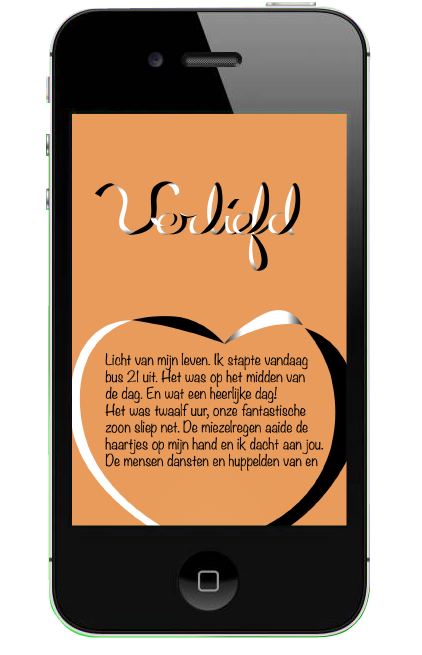 Verliefd
Licht van mijn leven. Ik stapte vandaag
bus 21 uit. Het was op het midden van
de dag. En wat een heerlijke dag!
Het was twaalf uur, onze fantastische
zoon sliep net. De miezelregen aaide de
haartjes op mijn hand en ik dacht aan jou.
De mensen dansten en huppelden van en